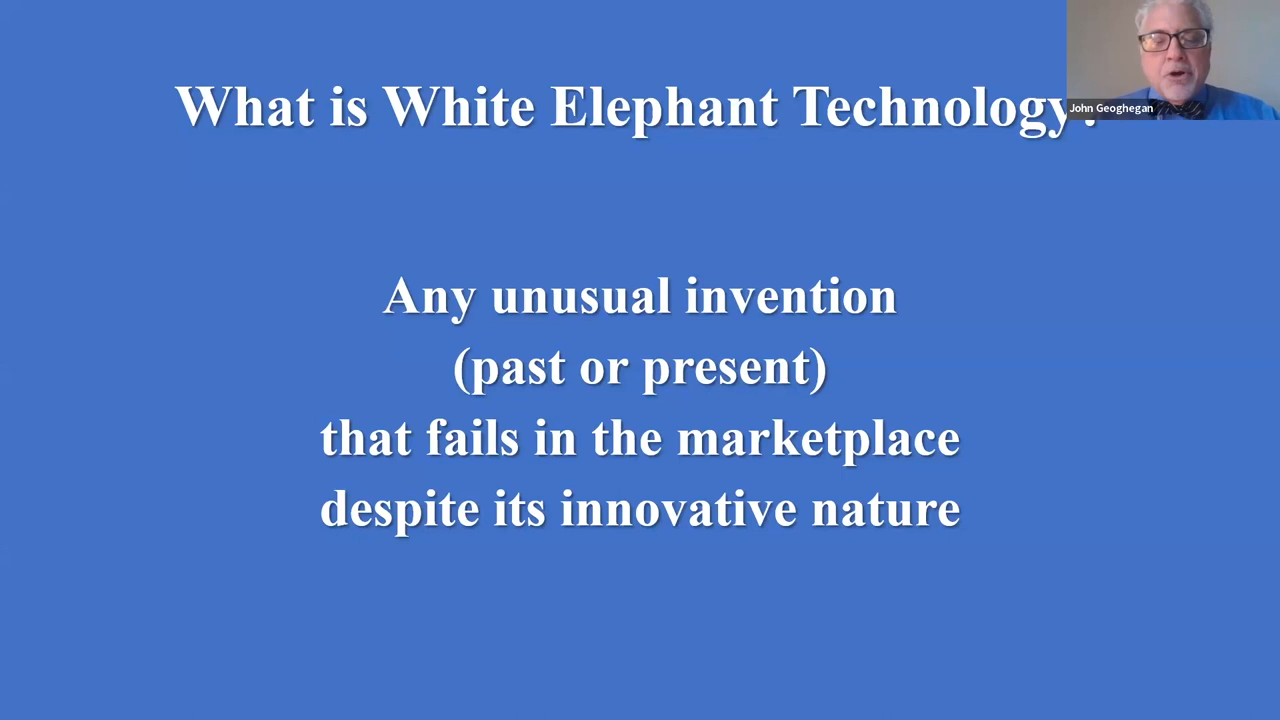 What is White Elephant Technology?
John Geoghegan
Any unusual invention
(past or present)
that fails in the marketplace
despite its innovative nature